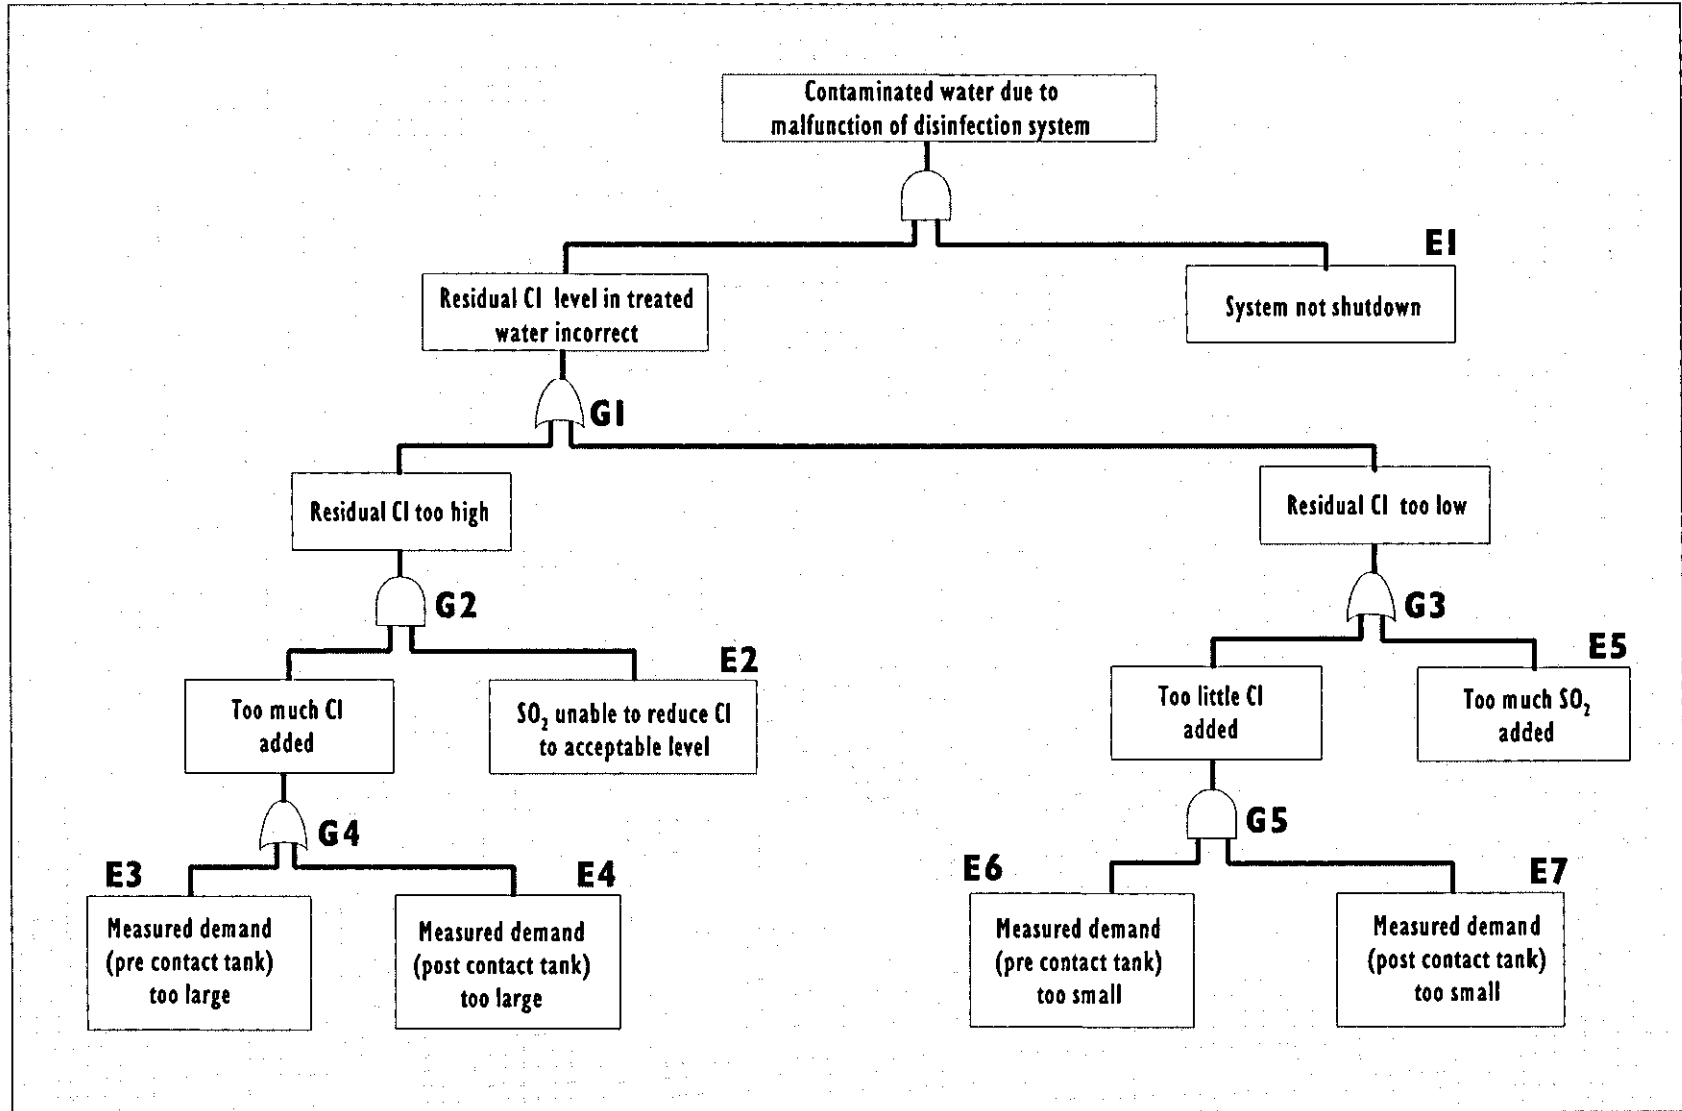 Contaminated water due to
malfunction of disinfection system
E1
Residual Cl level in treated
water incorrect
System not shutdown
G1
Residual Cl too high
Residual Cl too low
G2
G3
E2
E5
Too much Cl
added
SO₂ unable to reduce Cl
to acceptable level
Too little Cl
added
Too much SO₂
added
G4
G5
E3
E4
E6
E7
Measured demand
(pre contact tank)
too large
Measured demand
(post contact tank)
too large
Measured demand
(pre contact tank)
too small
Measured demand
(post contact tank)
too small